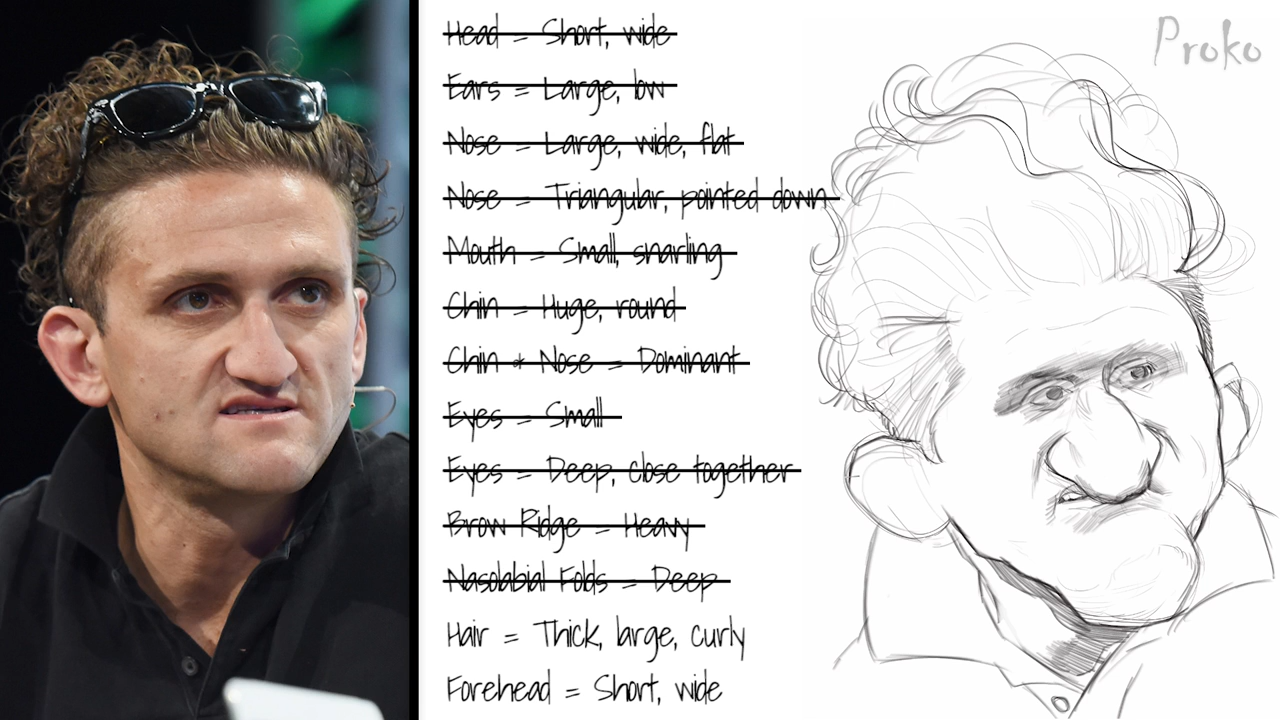 Head = Short, wide
Ears = Large, low
Nose = Large, wide, flat
Nose = Triangular, pointed down
Mouth = Small, snarling
Chin = Huge, round
Chin + Nose = Dominant
Eyes = Small
Eyes = Deep, close together
Brow Ridge = Heavy
Nasolabial Folds = Deep
Hair = Thick, large, curly
Forehead = Short, wide
Proko